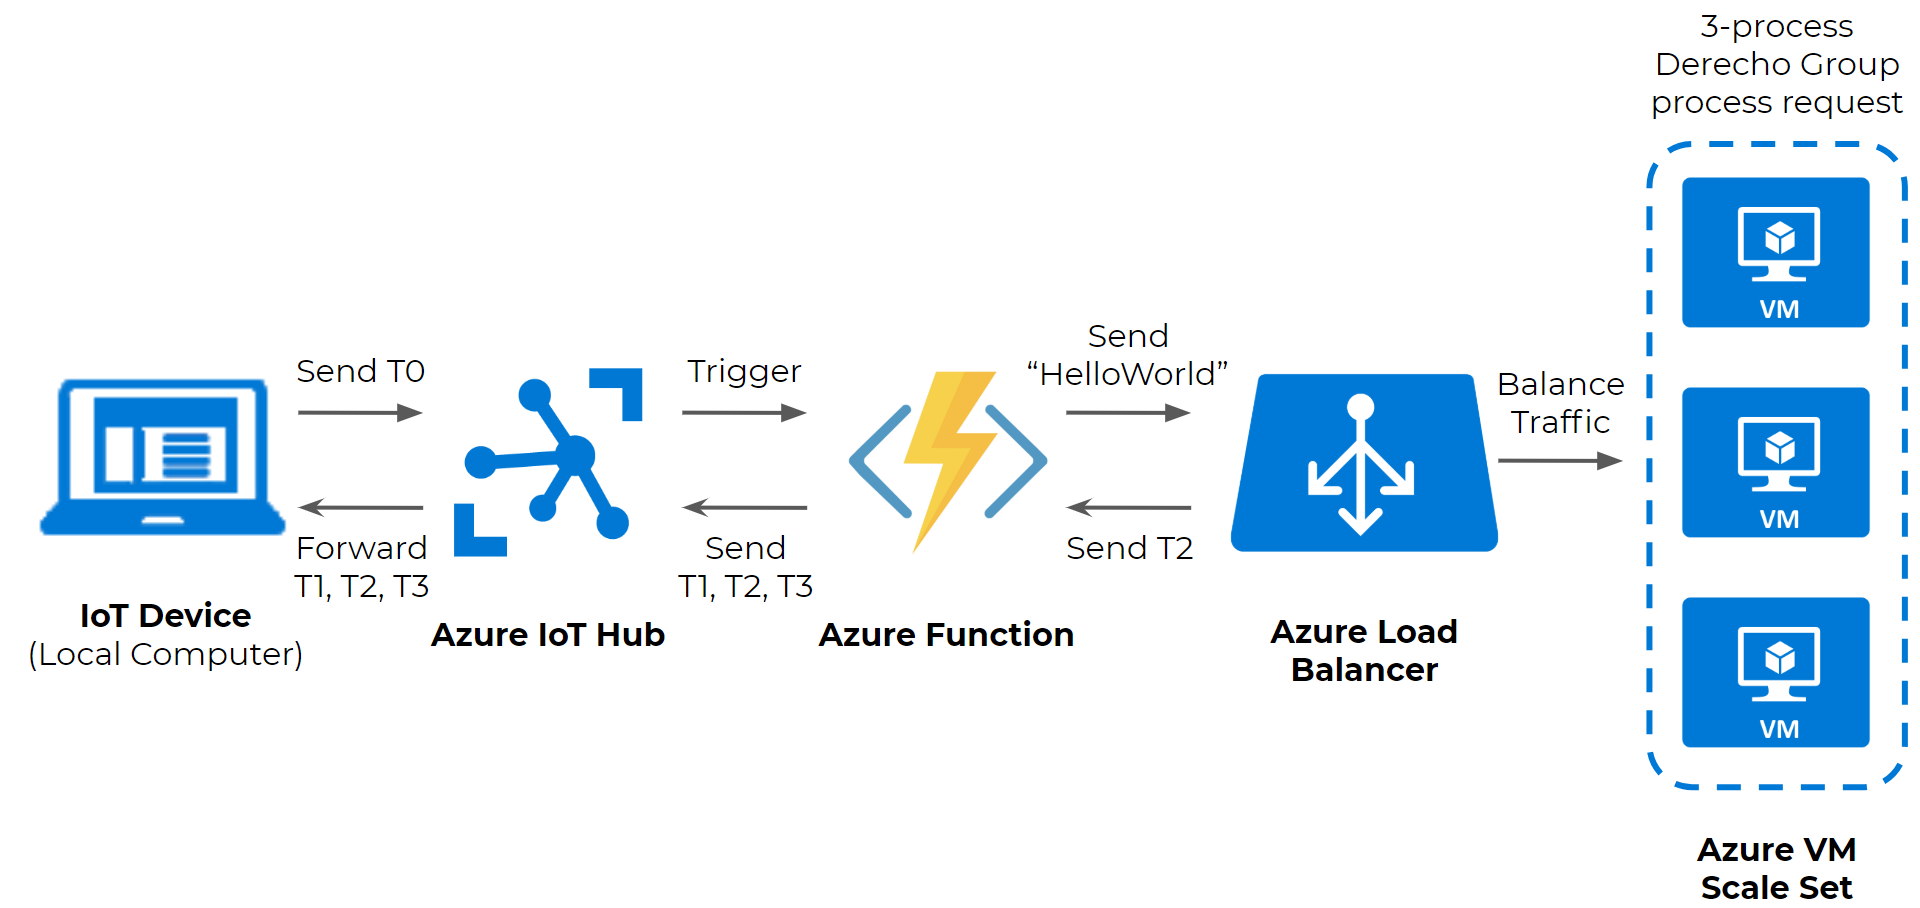 3-process
Derecho Group
process request
VM
VM
VM
Azure VM
Scale Set
Send T0
Forward
T1, T2, T3
IoT Device
(Local Computer)
Azure IoT Hub
Trigger
Send
T1, T2, T3
Azure Function
Send
“HelloWorld”
Send T2
Azure Load
Balancer
Balance
Traffic